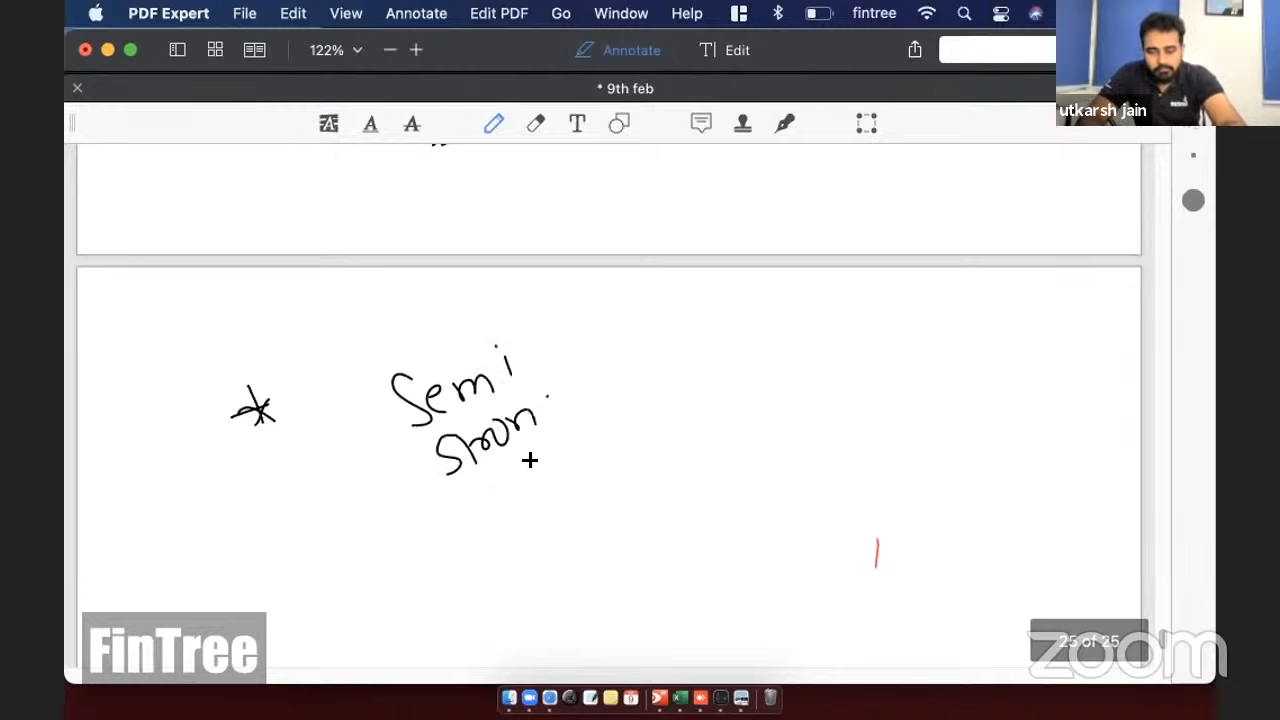 PDF Expert File Edit View Annotate Edit PDF Go Window Help fintree
122% Annotate T| Edit
* 9th feb
utkarsh jain
A A A T
Semi
Stron
FinTree
25 of 25
zoom